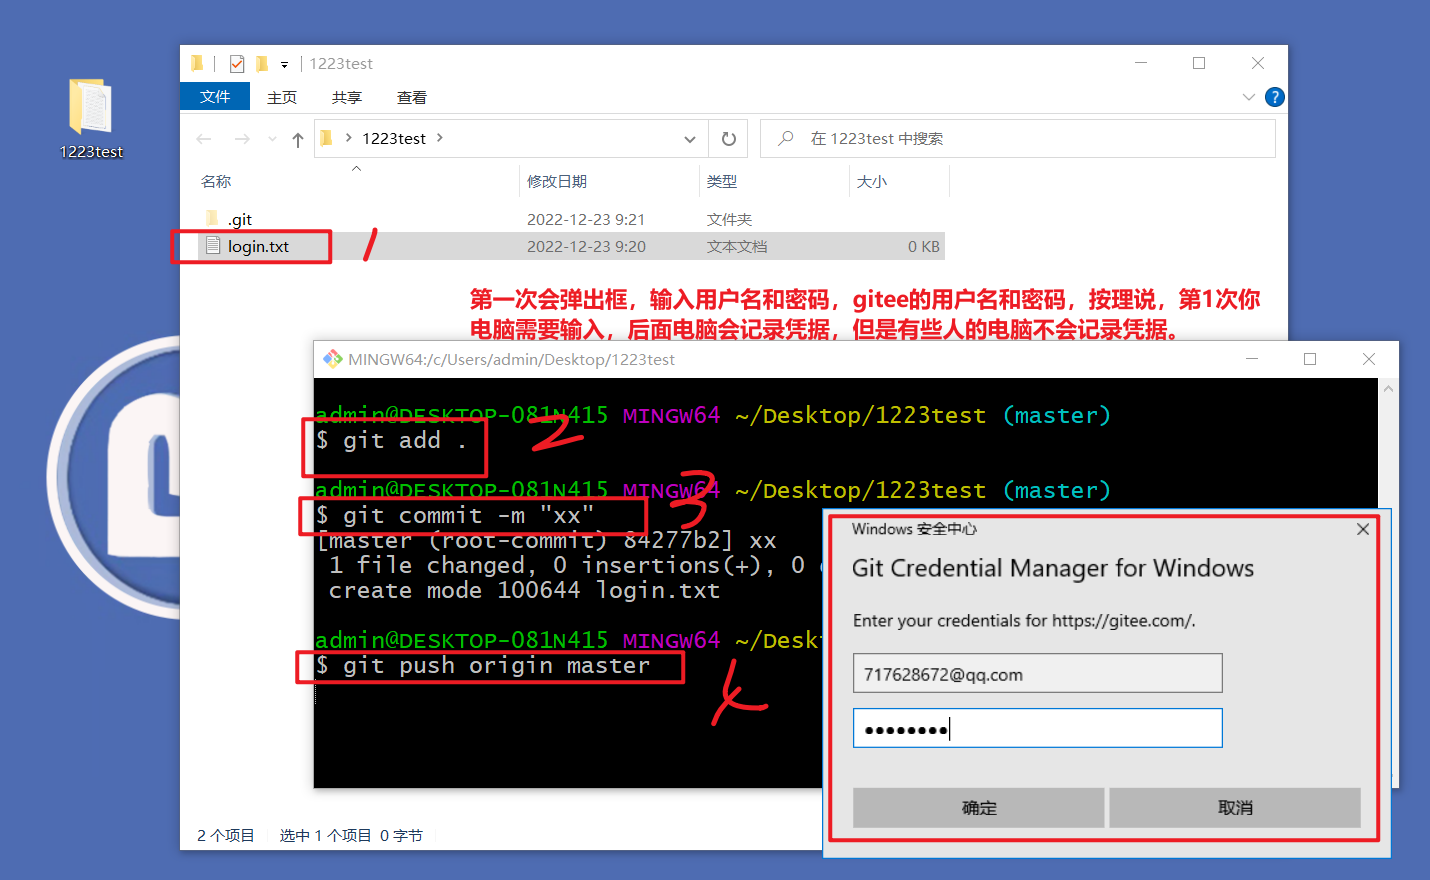 1223test
1223test
文件 主页 共享 查看
1223test
在 1223test 中搜索
名称 修改日期 类型 大小
.git 2022-12-23 9:21 文件夹
login.txt 2022-12-23 9:20 文本文档 0 KB
1
第一次会弹出框，输入用户名和密码，gitee的用户名和密码，按理说，第1次你
电脑需要输入，后面电脑会记录凭据，但是有些人的电脑不会记录凭据。
MINGW64:/c/Users/admin/Desktop/1223test
admin@DESKTOP-081N415 MINGW64 ~/Desktop/1223test (master)
$ git add .
2
admin@DESKTOP-081N415 MINGW64 ~/Desktop/1223test (master)
$ git commit -m "xx"
3
[master (root-commit) 84277b2] xx
1 file changed, 0 insertions(+), 0
create mode 100644 login.txt
admin@DESKTOP-081N415 MINGW64 ~/Desk
$ git push origin master
4
Windows 安全中心
Git Credential Manager for Windows
Enter your credentials for https://gitee.com/.
717628672@qq.com
确定 取消
2 个项目 选中 1 个项目 0 字节